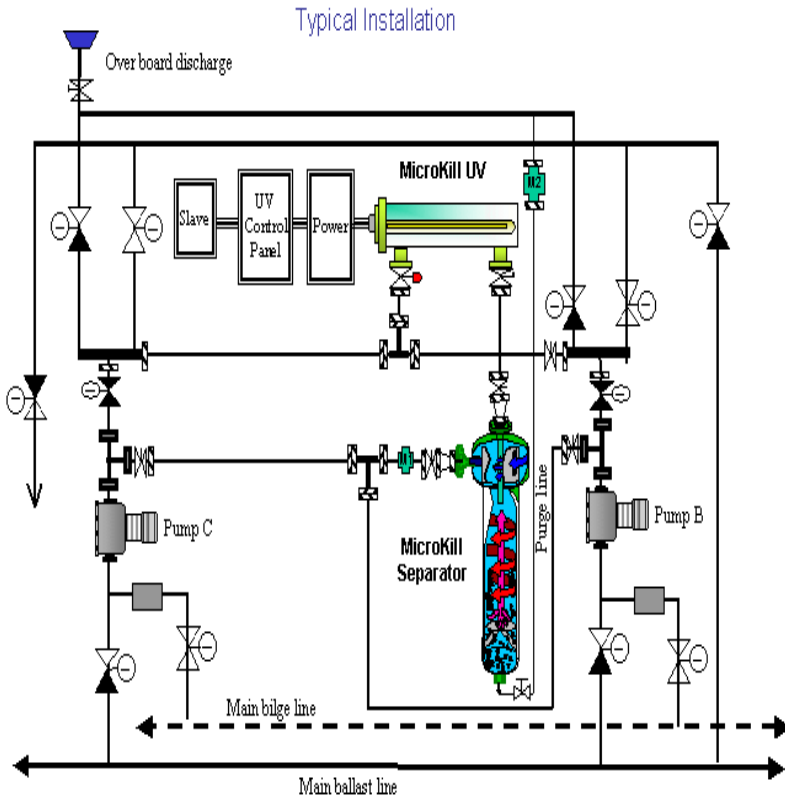 Typical Installation
Over board discharge
MicroKill UV
M2
Slave
UV
Control
Panel
Power
Purge line
Pump C
Pump B
MicroKill
Separator
Main bilge line
Main ballast line